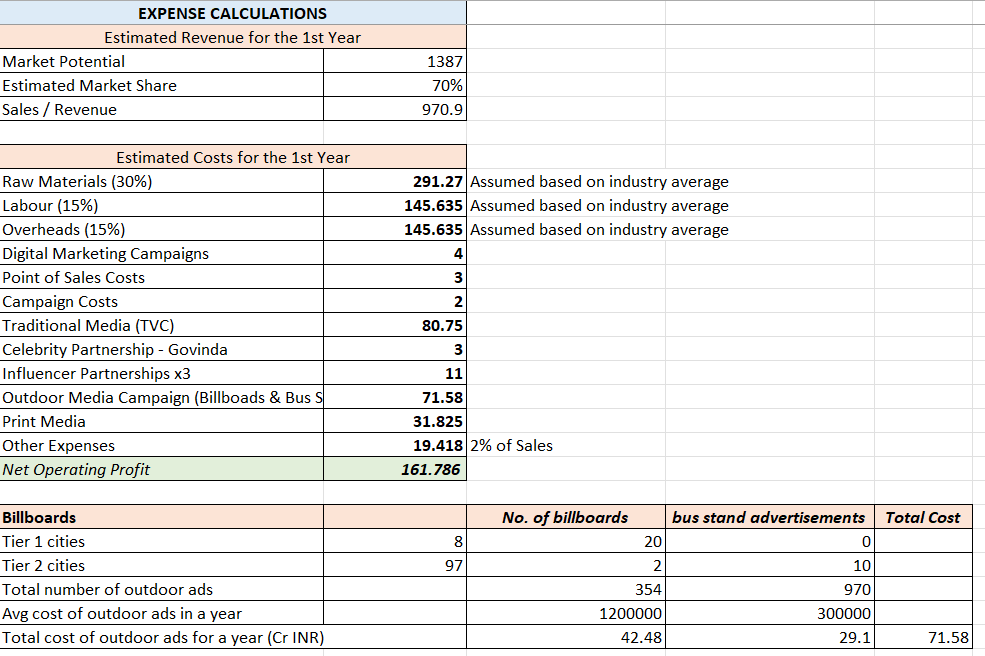 EXPENSE CALCULATIONS
Estimated Revenue for the 1st Year
Market Potential 1387
Estimated Market Share 70%
Sales / Revenue 970.9
Estimated Costs for the 1st Year
Raw Materials (30%) 291.27 Assumed based on industry average
Labour (15%) 145.635 Assumed based on industry average
Overheads (15%) 145.635 Assumed based on industry average
Digital Marketing Campaigns 4
Point of Sales Costs 3
Campaign Costs 2
Traditional Media (TVC) 80.75
Celebrity Partnership - Govinda 3
Influencer Partnerships x3 11
Outdoor Media Campaign (Billboads & Bus S 71.58
Print Media 31.825
Other Expenses 19.418 2% of Sales
Net Operating Profit 161.786
Billboards No. of billboards bus stand advertisements Total Cost
Tier 1 cities 8 20 0
Tier 2 cities 97 2 10
Total number of outdoor ads 354 970
Avg cost of outdoor ads in a year 1200000 300000
Total cost of outdoor ads for a year (Cr INR) 42.48 29.1 71.58